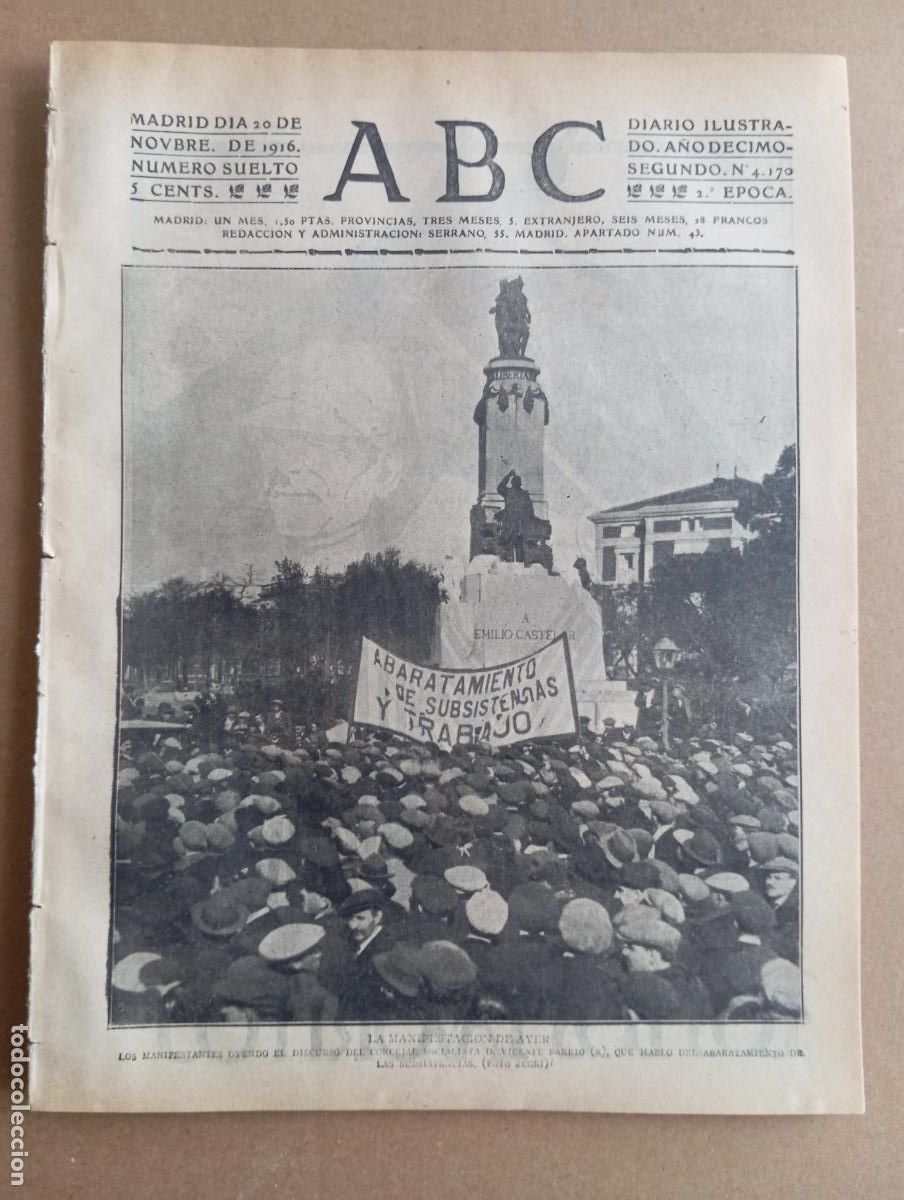 MADRID DIA 20 DE
NOVBRE. DE 1916.
NUMERO SUELTO
5 CENTS.
ABC
DIARIO ILUSTRA-
DO. AÑO DECIMO-
SEGUNDO. Nº 4.170
2.ª EPOCA.
MADRID: UN MES, 1,50 PTAS. PROVINCIAS, TRES MESES, 5. EXTRANJERO, SEIS MESES, 28 FRANCOS
REDACCION Y ADMINISTRACION: SERRANO, 55. MADRID. APARTADO NUM. 43.
LIBERTA
A
EMILIO CASTELAR
ABARATAMIENTO
DE SUBSISTENCIAS
Y TRABAJO
LA MANIFESTACION DE AYER
LOS MANIFESTANTES OYENDO EL DISCURSO DEL CONCEJAL SOCIALISTA D. VICENTE BARRIO (X), QUE HABLO DEL ABARATAMIENTO DE
LAS SUBSISTENCIAS. (FOTO ZEGRI)
todocoleccion.net